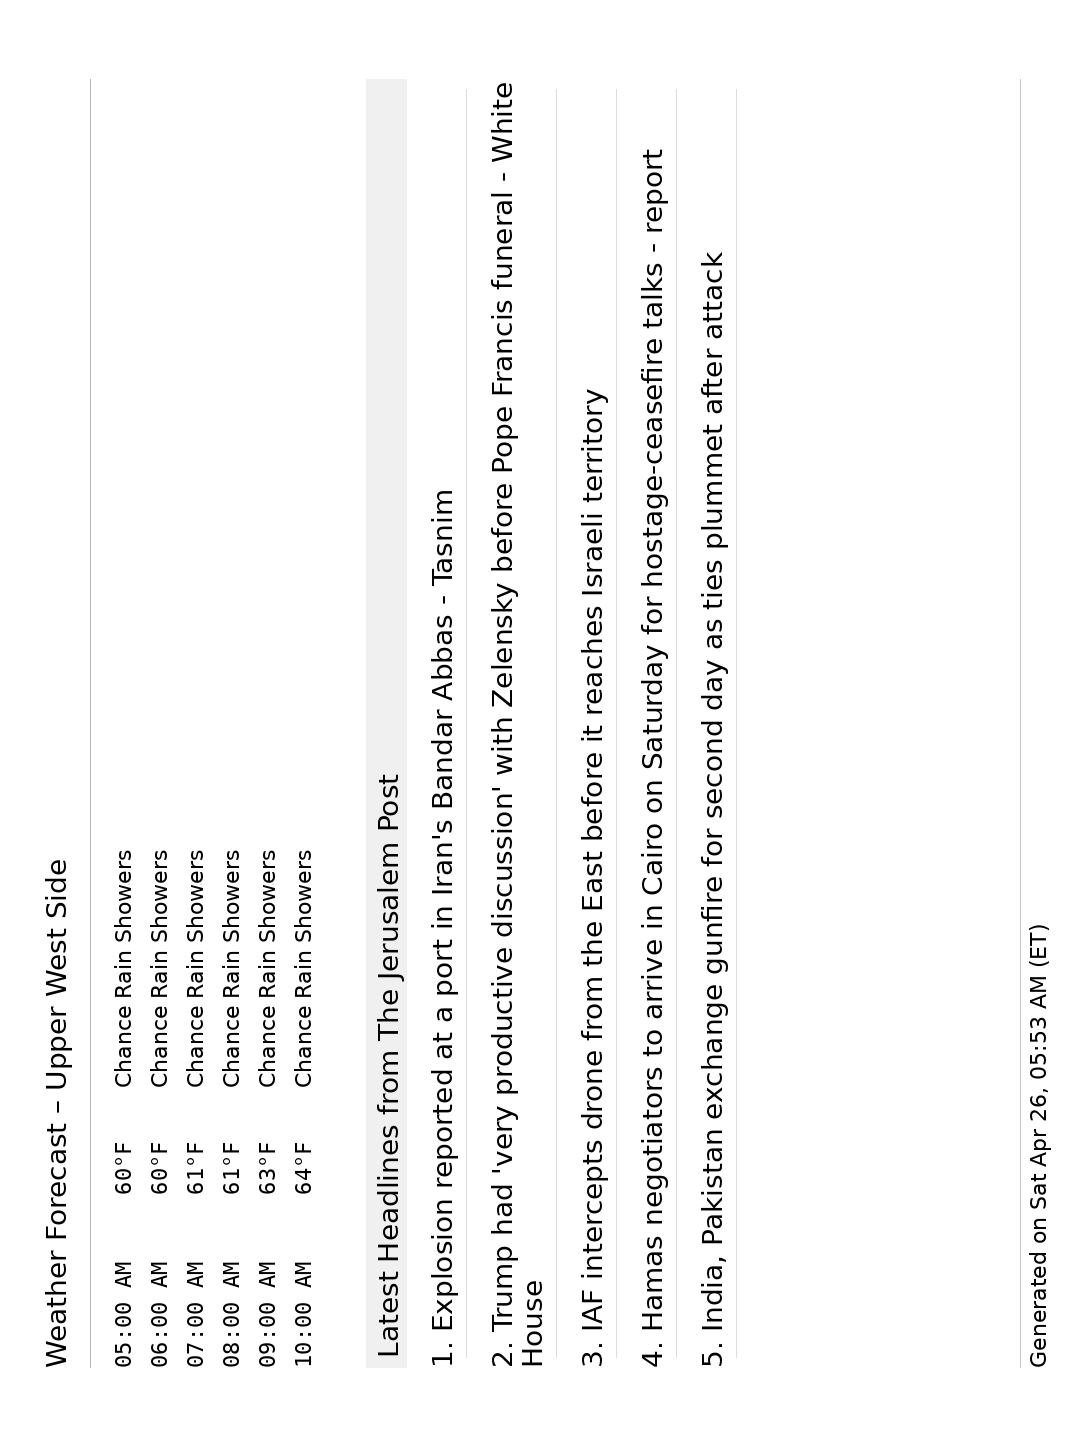 Weather Forecast – Upper West Side
05:00 AM 60°F Chance Rain Showers
06:00 AM 60°F Chance Rain Showers
07:00 AM 61°F Chance Rain Showers
08:00 AM 61°F Chance Rain Showers
09:00 AM 63°F Chance Rain Showers
10:00 AM 64°F Chance Rain Showers
Latest Headlines from The Jerusalem Post
1. Explosion reported at a port in Iran's Bandar Abbas - Tasnim
2. Trump had 'very productive discussion' with Zelensky before Pope Francis funeral - White
House
3. IAF intercepts drone from the East before it reaches Israeli territory
4. Hamas negotiators to arrive in Cairo on Saturday for hostage-ceasefire talks - report
5. India, Pakistan exchange gunfire for second day as ties plummet after attack
Generated on Sat Apr 26, 05:53 AM (ET)